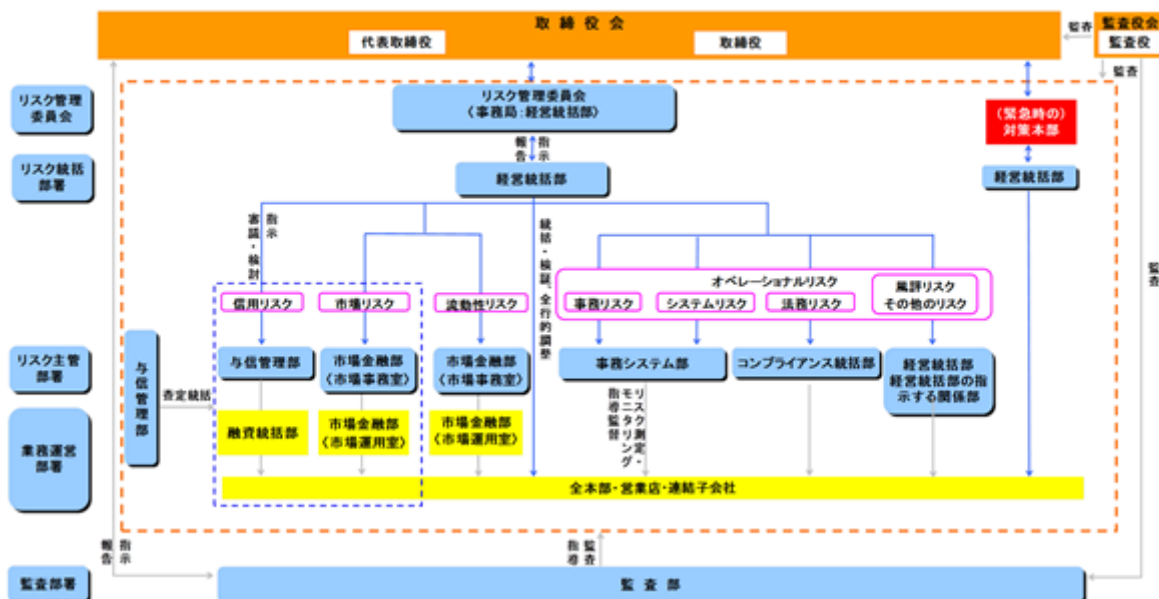 取締役会
代表取締役
取締役
監査
監査役会
監査役
監査
リスク管理
委員会
リスク管理委員会
(事務局:経営統括部)
(緊急時の)
対策本部
報告
指示
リスク統括
部署
経営統括部
経営統括部
審議・検討
指示
統括・検証、全行的調整
監査
オペレーショナルリスク
信用リスク
市場リスク
流動性リスク
事務リスク
システムリスク
法務リスク
風評リスク
その他のリスク
リスク主管
部署
与信管理部
査定統括
与信管理部
市場金融部
(市場事務室)
市場金融部
(市場事務室)
事務システム部
コンプライアンス統括部
経営統括部
経営統括部の指
示する関係部
業務運営
部署
融資統括部
市場金融部
(市場運用室)
市場金融部
(市場運用室)
リスク測定・
モニタリング
指導監督
全本部・営業店・連結子会社
報告
指示
指導
監査
監査部署
監査部